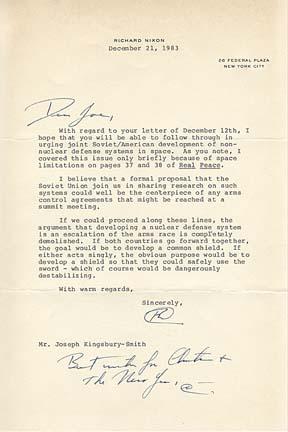 RICHARD NIXON
December 21, 1983
26 FEDERAL PLAZA
NEW YORK CITY
Dear Joe,
With regard to your letter of December 12th, I
hope that you will be able to follow through in
urging joint Soviet/American development of non-
nuclear defense systems in space. As you note, I
covered this issue only briefly because of space
limitations on pages 37 and 38 of Real Peace.
I believe that a formal proposal that the
Soviet Union join us in sharing research on such
systems could well be the centerpiece of any arms
control agreements that might be reached at a
summit meeting.
If we could proceed along these lines, the
argument that developing a nuclear defense system
is an escalation of the arms race is completely
demolished. If both countries go forward together,
the goal would be to develop a common shield. If
either acts singly, the obvious purpose would be to
develop a shield so that they could safely use the
sword - which of course would be dangerously
destabilizing.
With warm regards,
Sincerely,
RN
Mr. Joseph Kingsbury-Smith
Best wishes for Christmas +
The New Year,